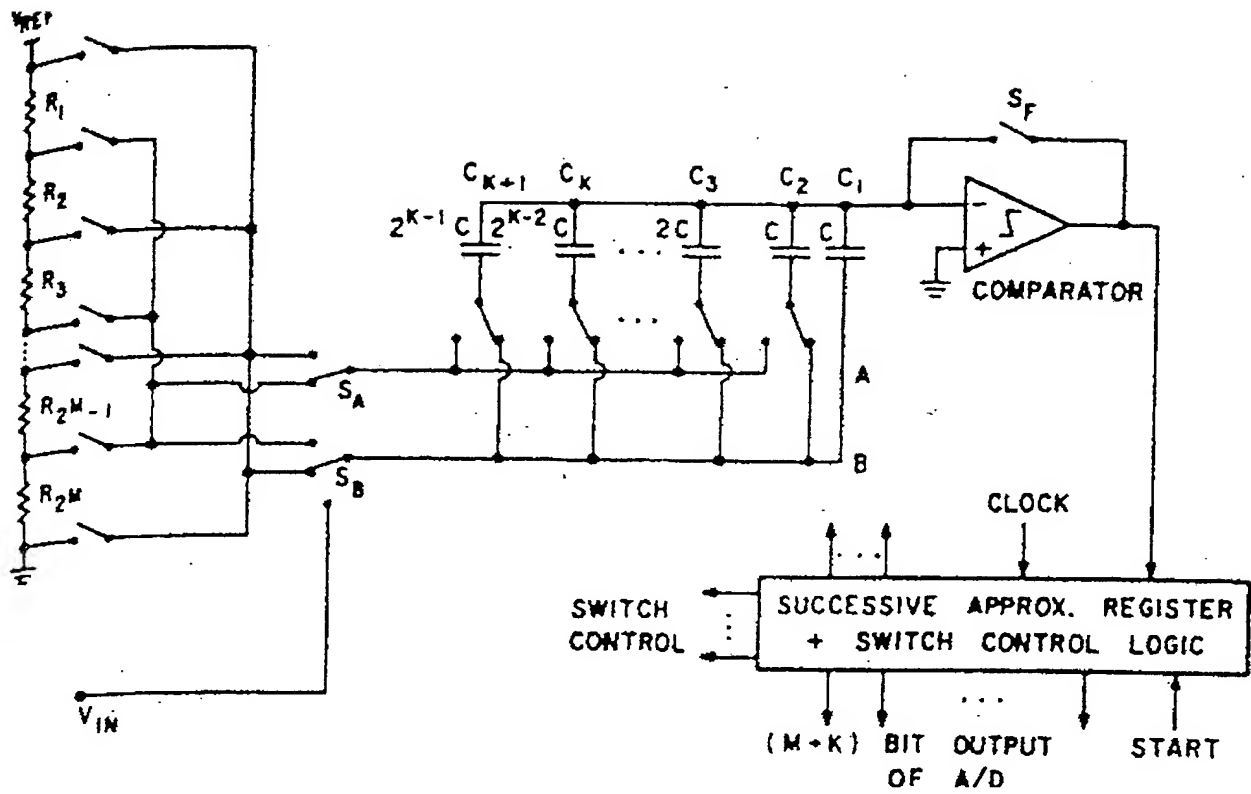 VREF
R1
R2
R3
R2M-1
R2M
SA
SB
VIN
CK+1 CK C3 C2 C1
2K-1 C 2K-2 C 2C C C
...
...
A
B
SF
- 
+
COMPARATOR
CLOCK
...
SWITCH
CONTROL
SUCCESSIVE APPROX. REGISTER
+ SWITCH CONTROL LOGIC
...
(M+K) BIT OUTPUT
OF A/D
START